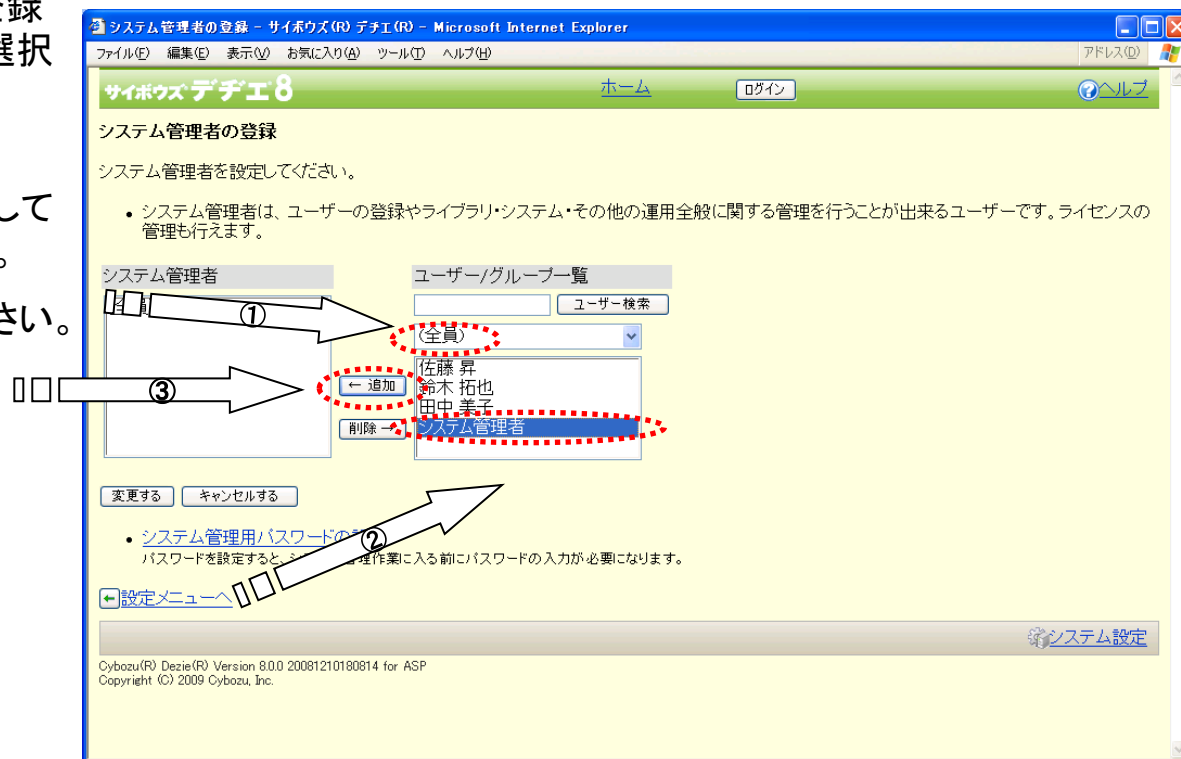 登録
選択
して
。
さい。
システム管理者の登録 - サイボウズ(R) デヂエ(R) - Microsoft Internet Explorer
ファイル(F) 編集(E) 表示(V) お気に入り(A) ツール(T) ヘルプ(H)
アドレス(D)
サイボウズ デヂエ8
ホーム
ログイン
ヘルプ
システム管理者の登録
システム管理者を設定してください。
• システム管理者は、ユーザーの登録やライブラリ・システム・その他の運用全般に関する管理を行うことが出来るユーザーです。ライセンスの
管理も行えます。
システム管理者
ユーザー/グループ一覧
ユーザー検索
①
(全員)
佐藤 昇
③
← 追加
鈴木 拓也
田中 美子
削除 →
システム管理者
変更する
キャンセルする
• システム管理用パスワードの
②
パスワードを設定すると、
管理作業に入る前にパスワードの入力が必要になります。
設定メニューへ
システム設定
Cybozu(R) Dezie(R) Version 8.0.0 20081210180814 for ASP
Copyright (C) 2009 Cybozu, Inc.